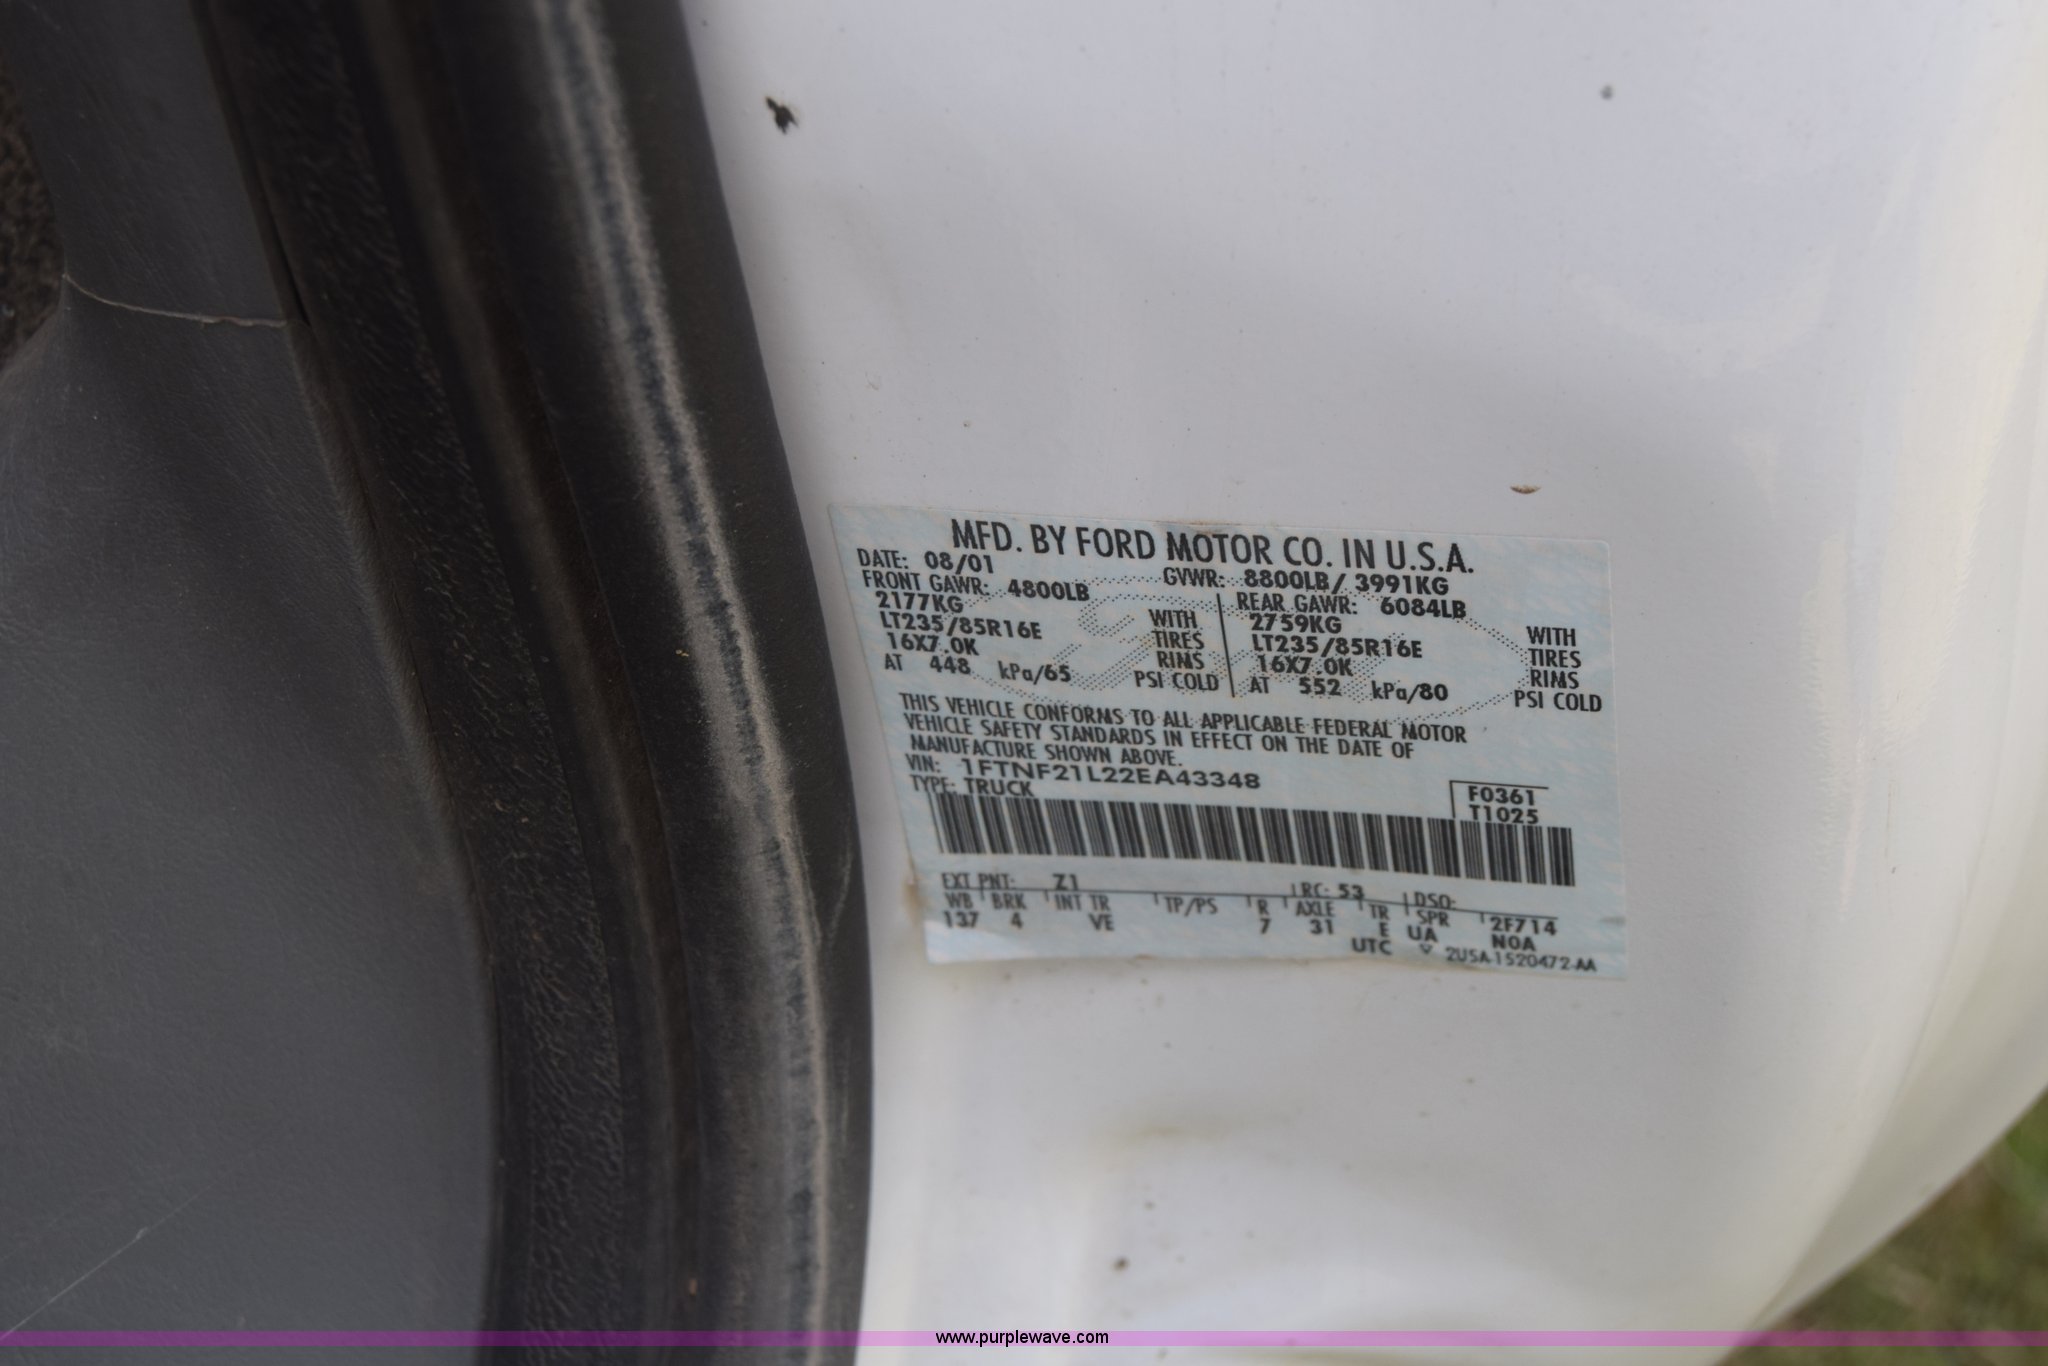 MFD. BY FORD MOTOR CO. IN U.S.A.
DATE: 08/01 GVWR: 8800LB/ 3991KG
FRONT GAWR: 4800LB REAR GAWR: 6084LB
2177KG WITH 2759KG WITH
LT235/85R16E TIRES LT235/85R16E TIRES
16X7.0K RIMS 16X7.0K RIMS
AT 448 kPa/65 PSI COLD AT 552 kPa/80 PSI COLD
THIS VEHICLE CONFORMS TO ALL APPLICABLE FEDERAL MOTOR
VEHICLE SAFETY STANDARDS IN EFFECT ON THE DATE OF
MANUFACTURE SHOWN ABOVE.
VIN: 1FTNF21L22EA43348
TYPE: TRUCK F0361
T1025
EXT PNT: Z1 RC: 53 DSO:
WB BRK INT TR TP/PS R AXLE TR SPR 2F714
137 4 VE 7 31 E UA N0A
UTC 2U5A-1520472-AA
www.purplewave.com